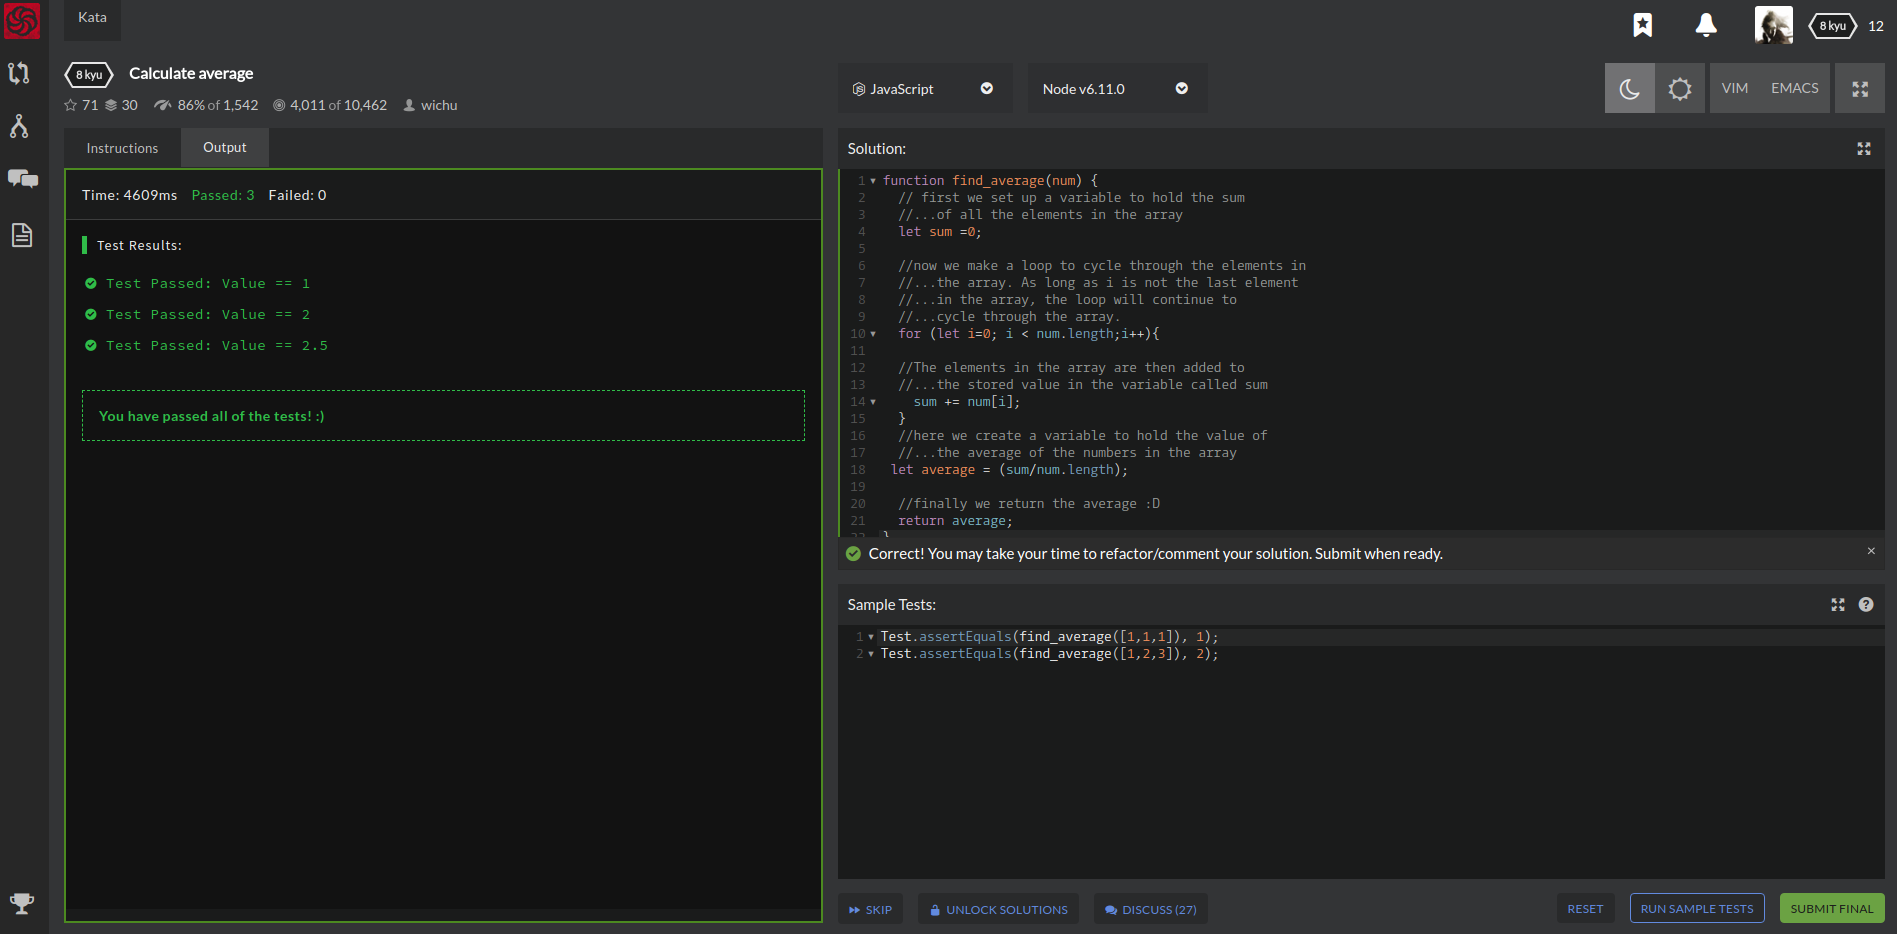 Kata
8 kyu 12
8 kyu Calculate average
71 30 86% of 1,542 4,011 of 10,462 wichu
JavaScript Node v6.11.0 VIM EMACS
Instructions Output
Time: 4609ms Passed: 3 Failed: 0
Test Results:
Test Passed: Value == 1
Test Passed: Value == 2
Test Passed: Value == 2.5
You have passed all of the tests! :)
Solution:
1 function find_average(num) {
2 // first we set up a variable to hold the sum
3 //...of all the elements in the array
4 let sum =0;
5
6 //now we make a loop to cycle through the elements in
7 //...the array. As long as i is not the last element
8 //...in the array, the loop will continue to
9 //...cycle through the array.
10 for (let i=0; i < num.length;i++){
11
12 //The elements in the array are then added to
13 //...the stored value in the variable called sum
14 sum += num[i];
15 }
16 //here we create a variable to hold the value of
17 //...the average of the numbers in the array
18 let average = (sum/num.length);
19
20 //finally we return the average :D
21 return average;
22 }
Correct! You may take your time to refactor/comment your solution. Submit when ready. ×
Sample Tests: ?
1 Test.assertEquals(find_average([1,1,1]), 1);
2 Test.assertEquals(find_average([1,2,3]), 2);
SKIP UNLOCK SOLUTIONS DISCUSS (27) RESET RUN SAMPLE TESTS SUBMIT FINAL